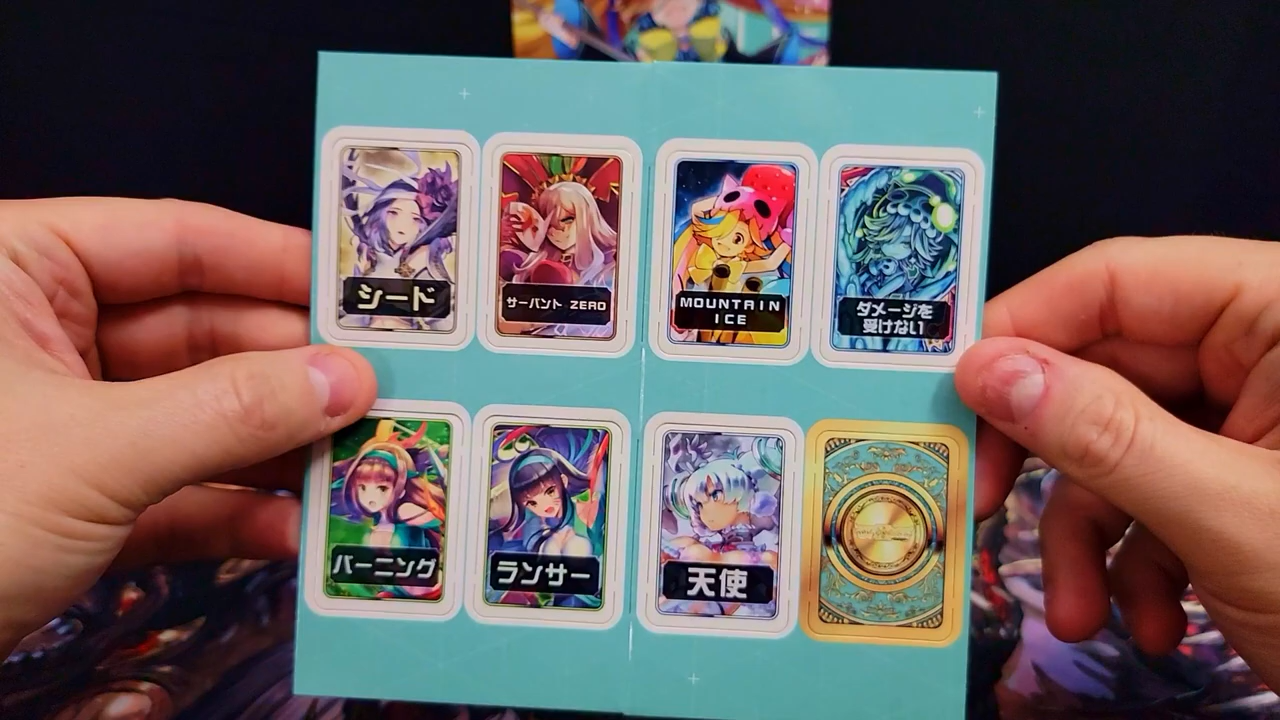 シード
サーバント ZERO
MOUNTAIN
ICE
ダメージを
受けない
バーニング
ランサー
天使